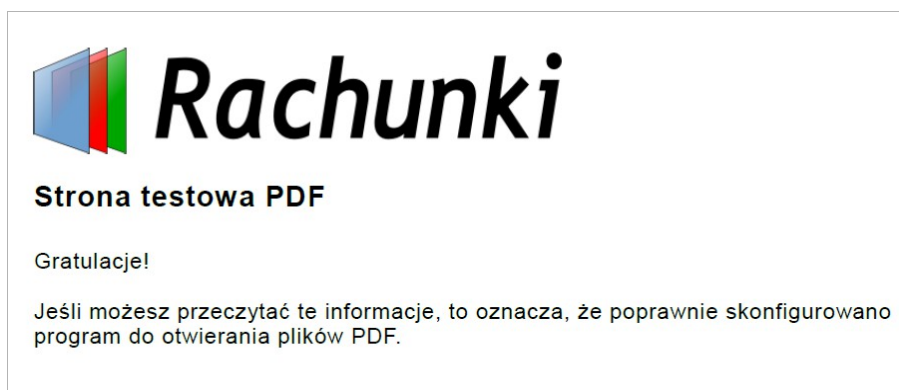 Rachunki
Strona testowa PDF
Gratulacje!
Jeśli możesz przeczytać te informacje, to oznacza, że poprawnie skonfigurowano
program do otwierania plików PDF.